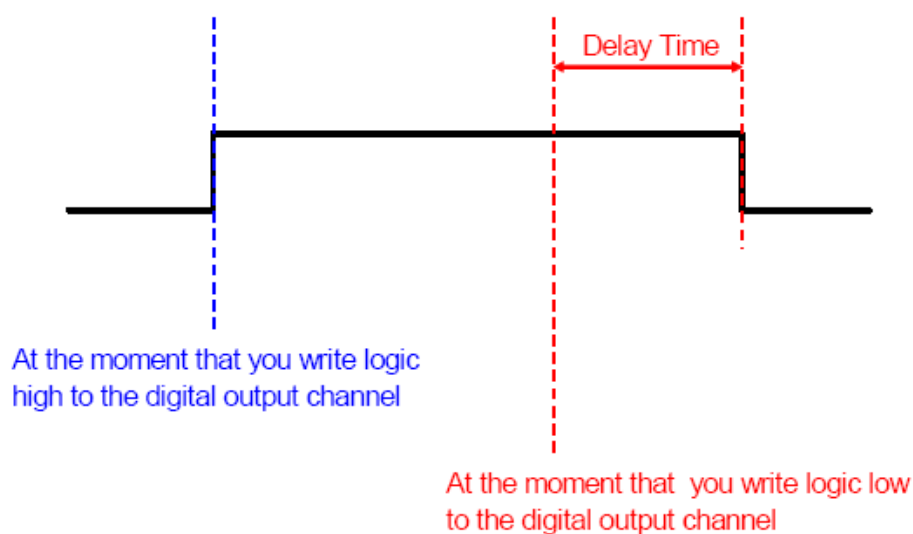 Delay Time
At the moment that you write logic
high to the digital output channel
At the moment that you write logic low
to the digital output channel